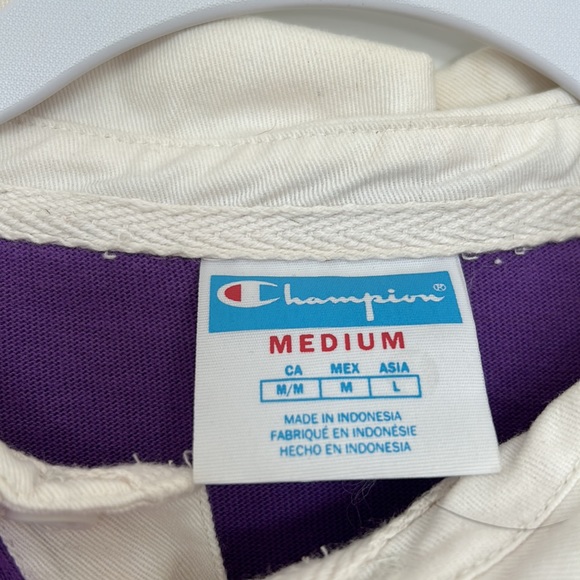 Champion®
MEDIUM
CA MEX ASIA
M/M M L
MADE IN INDONESIA
FABRIQUÉ EN INDONÉSIE
HECHO EN INDONESIA